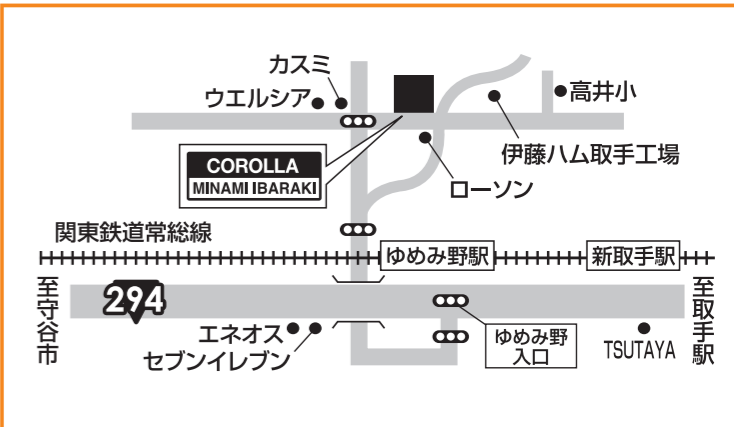 カスミ
ウエルシア
高井小
COROLLA
MINAMI IBARAKI
伊藤ハム取手工場
ローソン
関東鉄道常総線
ゆめみ野駅
新取手駅
至守谷市
294
至取手駅
エネオス
セブンイレブン
ゆめみ野
入口
TSUTAYA